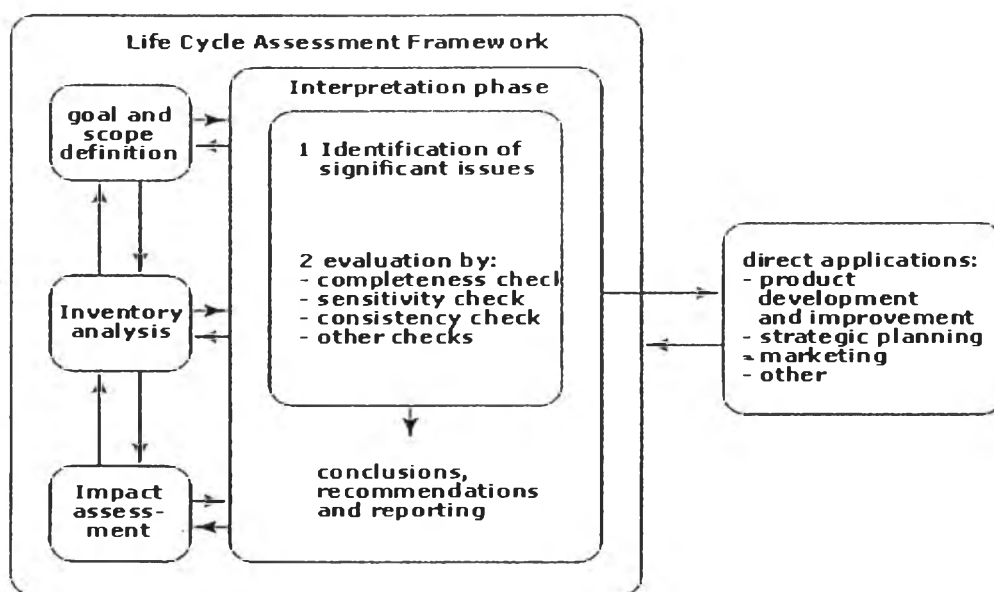 Life Cycle Assessment Framework
goal and
scope
definition
Inventory
analysis
Impact
assess-
ment
Interpretation phase
1 Identification of
significant issues
2 evaluation by:
- completeness check
- sensitivity check
- consistency check
- other checks
conclusions,
recommendations
and reporting
direct applications:
- product
development
and improvement
- strategic planning
- marketing
- other